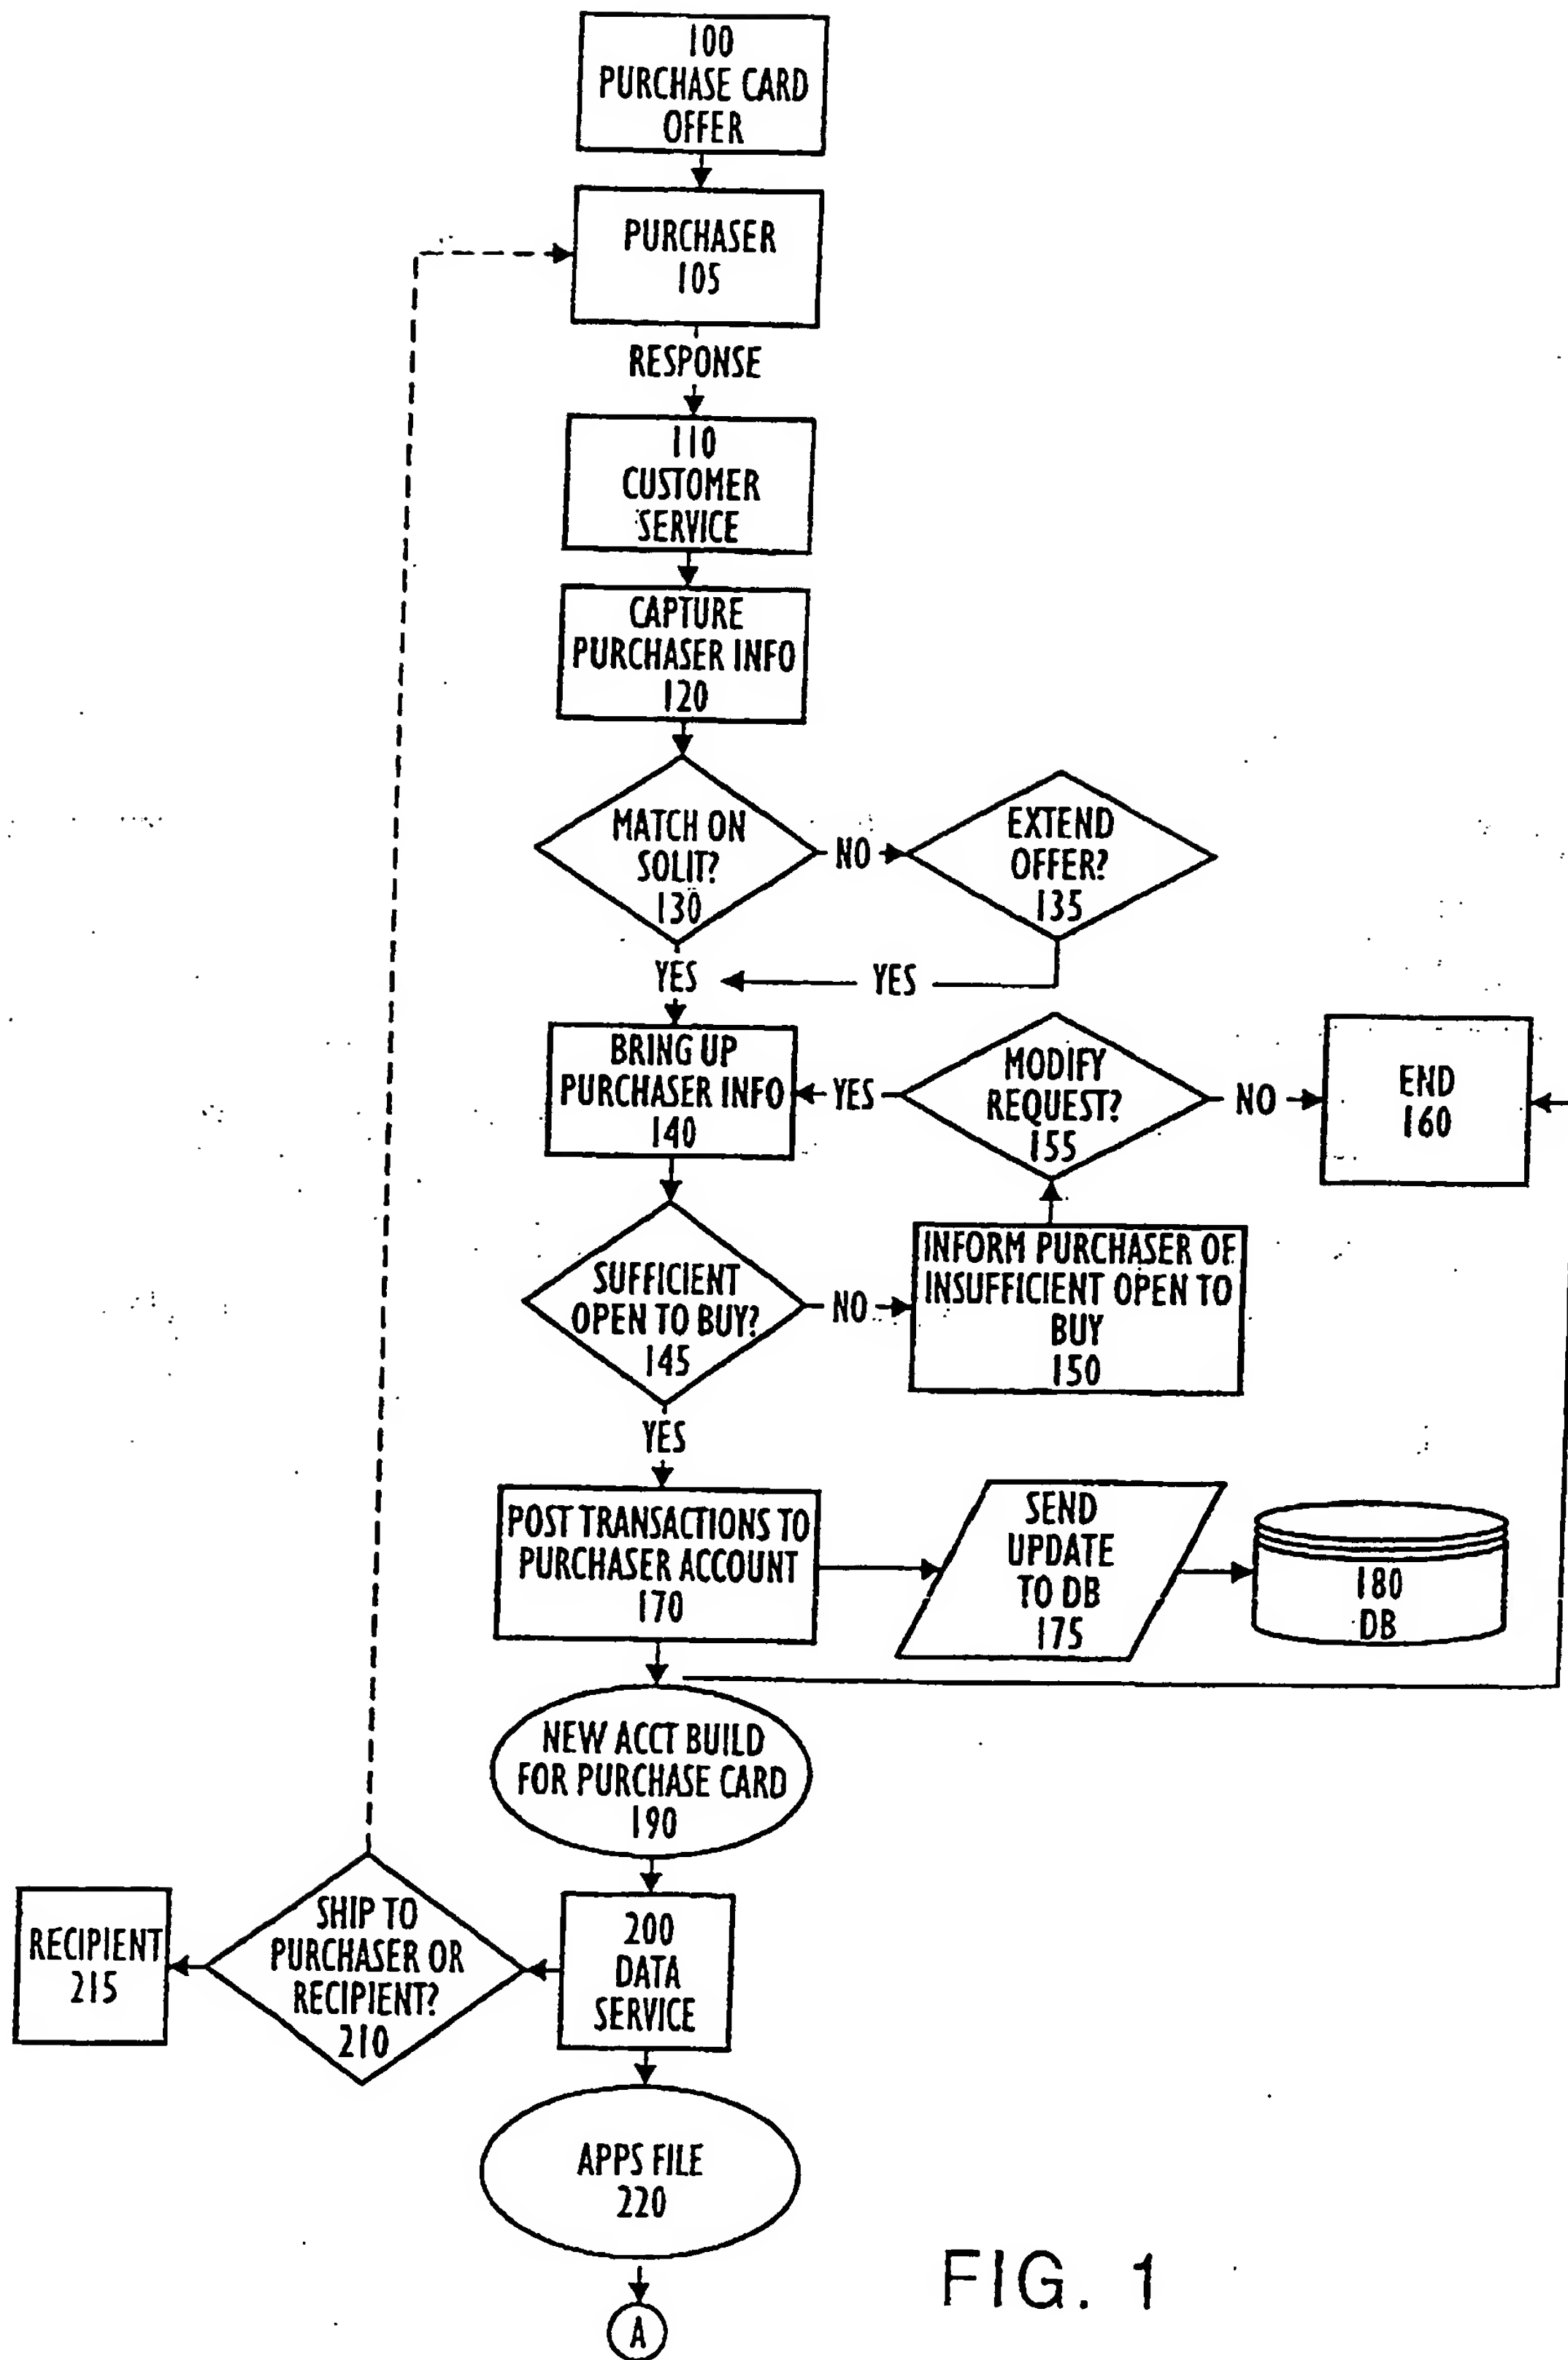 100
PURCHASE CARD
OFFER
PURCHASER
105
RESPONSE
110
CUSTOMER
SERVICE
CAPTURE
PURCHASER INFO
120
MATCH ON
SOLIT?
130
NO
EXTEND
OFFER?
135
YES
YES
BRING UP
PURCHASER INFO
140
YES
MODIFY
REQUEST?
155
NO
END
160
SUFFICIENT
OPEN TO BUY?
145
NO
INFORM PURCHASER OF
INSUFFICIENT OPEN TO
BUY
150
YES
POST TRANSACTIONS TO
PURCHASER ACCOUNT
170
SEND
UPDATE
TO DB
175
180
DB
NEW ACCT BUILD
FOR PURCHASE CARD
190
RECIPIENT
215
SHIP TO
PURCHASER OR
RECIPIENT?
210
200
DATA
SERVICE
APPS FILE
220
A
FIG. 1